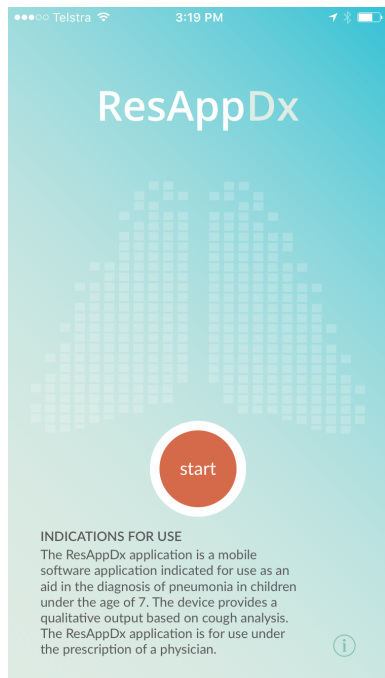 Telstra 3:19 PM
ResAppDx
start
INDICATIONS FOR USE
The ResAppDx application is a mobile
software application indicated for use as an
aid in the diagnosis of pneumonia in children
under the age of 7. The device provides a
qualitative output based on cough analysis.
The ResAppDx application is for use under
the prescription of a physician.
i